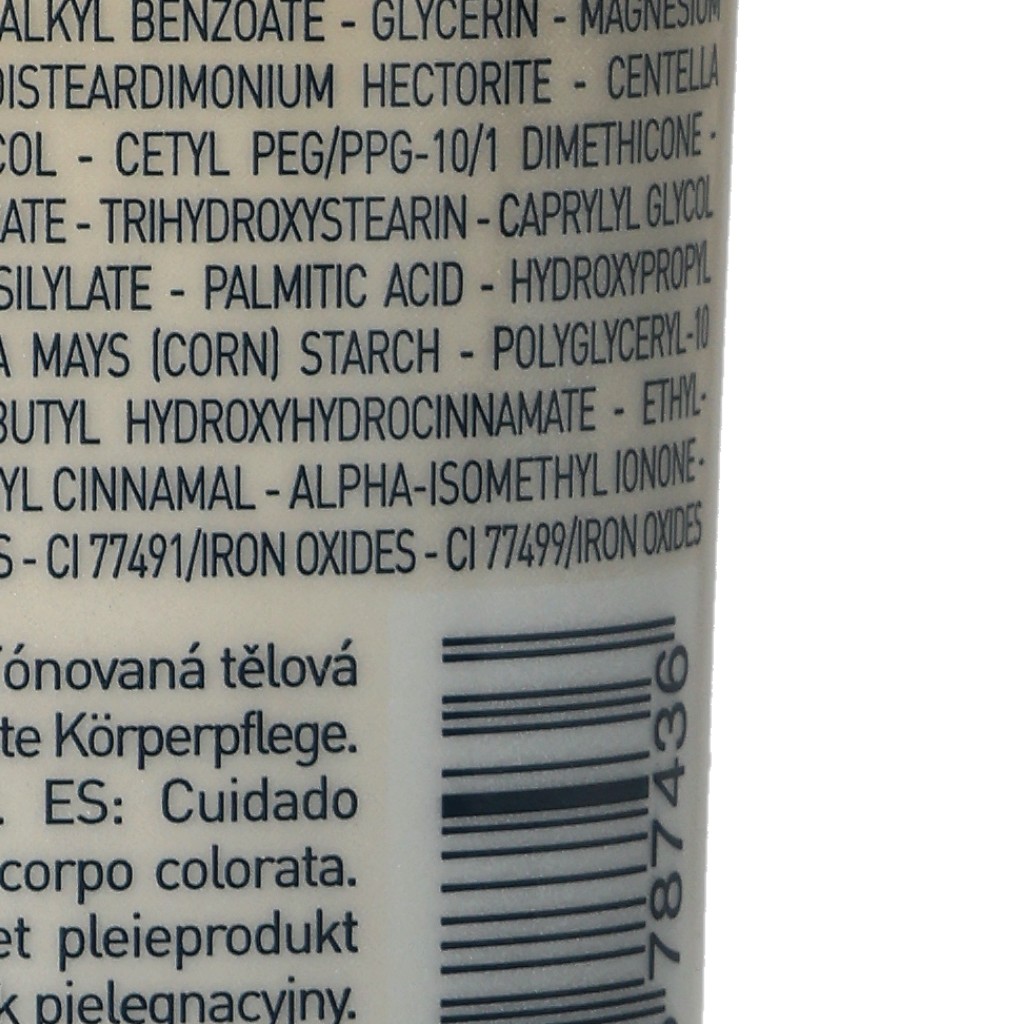 ALKYL BENZOATE - GLYCERIN - MAGNESIUM
DISTEARDIMONIUM HECTORITE - CENTELLA
COL - CETYL PEG/PPG-10/1 DIMETHICONE -
ATE - TRIHYDROXYSTEARIN - CAPRYLYL GLYCOL
SILYLATE - PALMITIC ACID - HYDROXYPROPYL
A MAYS (CORN) STARCH - POLYGLYCERYL-10
BUTYL HYDROXYHYDROCINNAMATE - ETHYL-
YL CINNAMAL - ALPHA-ISOMETHYL IONONE-
S - CI 77491/IRON OXIDES - CI 77499/IRON OXIDES
Tónovaná tělová
te Körperpflege.
. ES: Cuidado
corpo colorata.
et pleieprodukt
k pielęgnacyjny.
787436